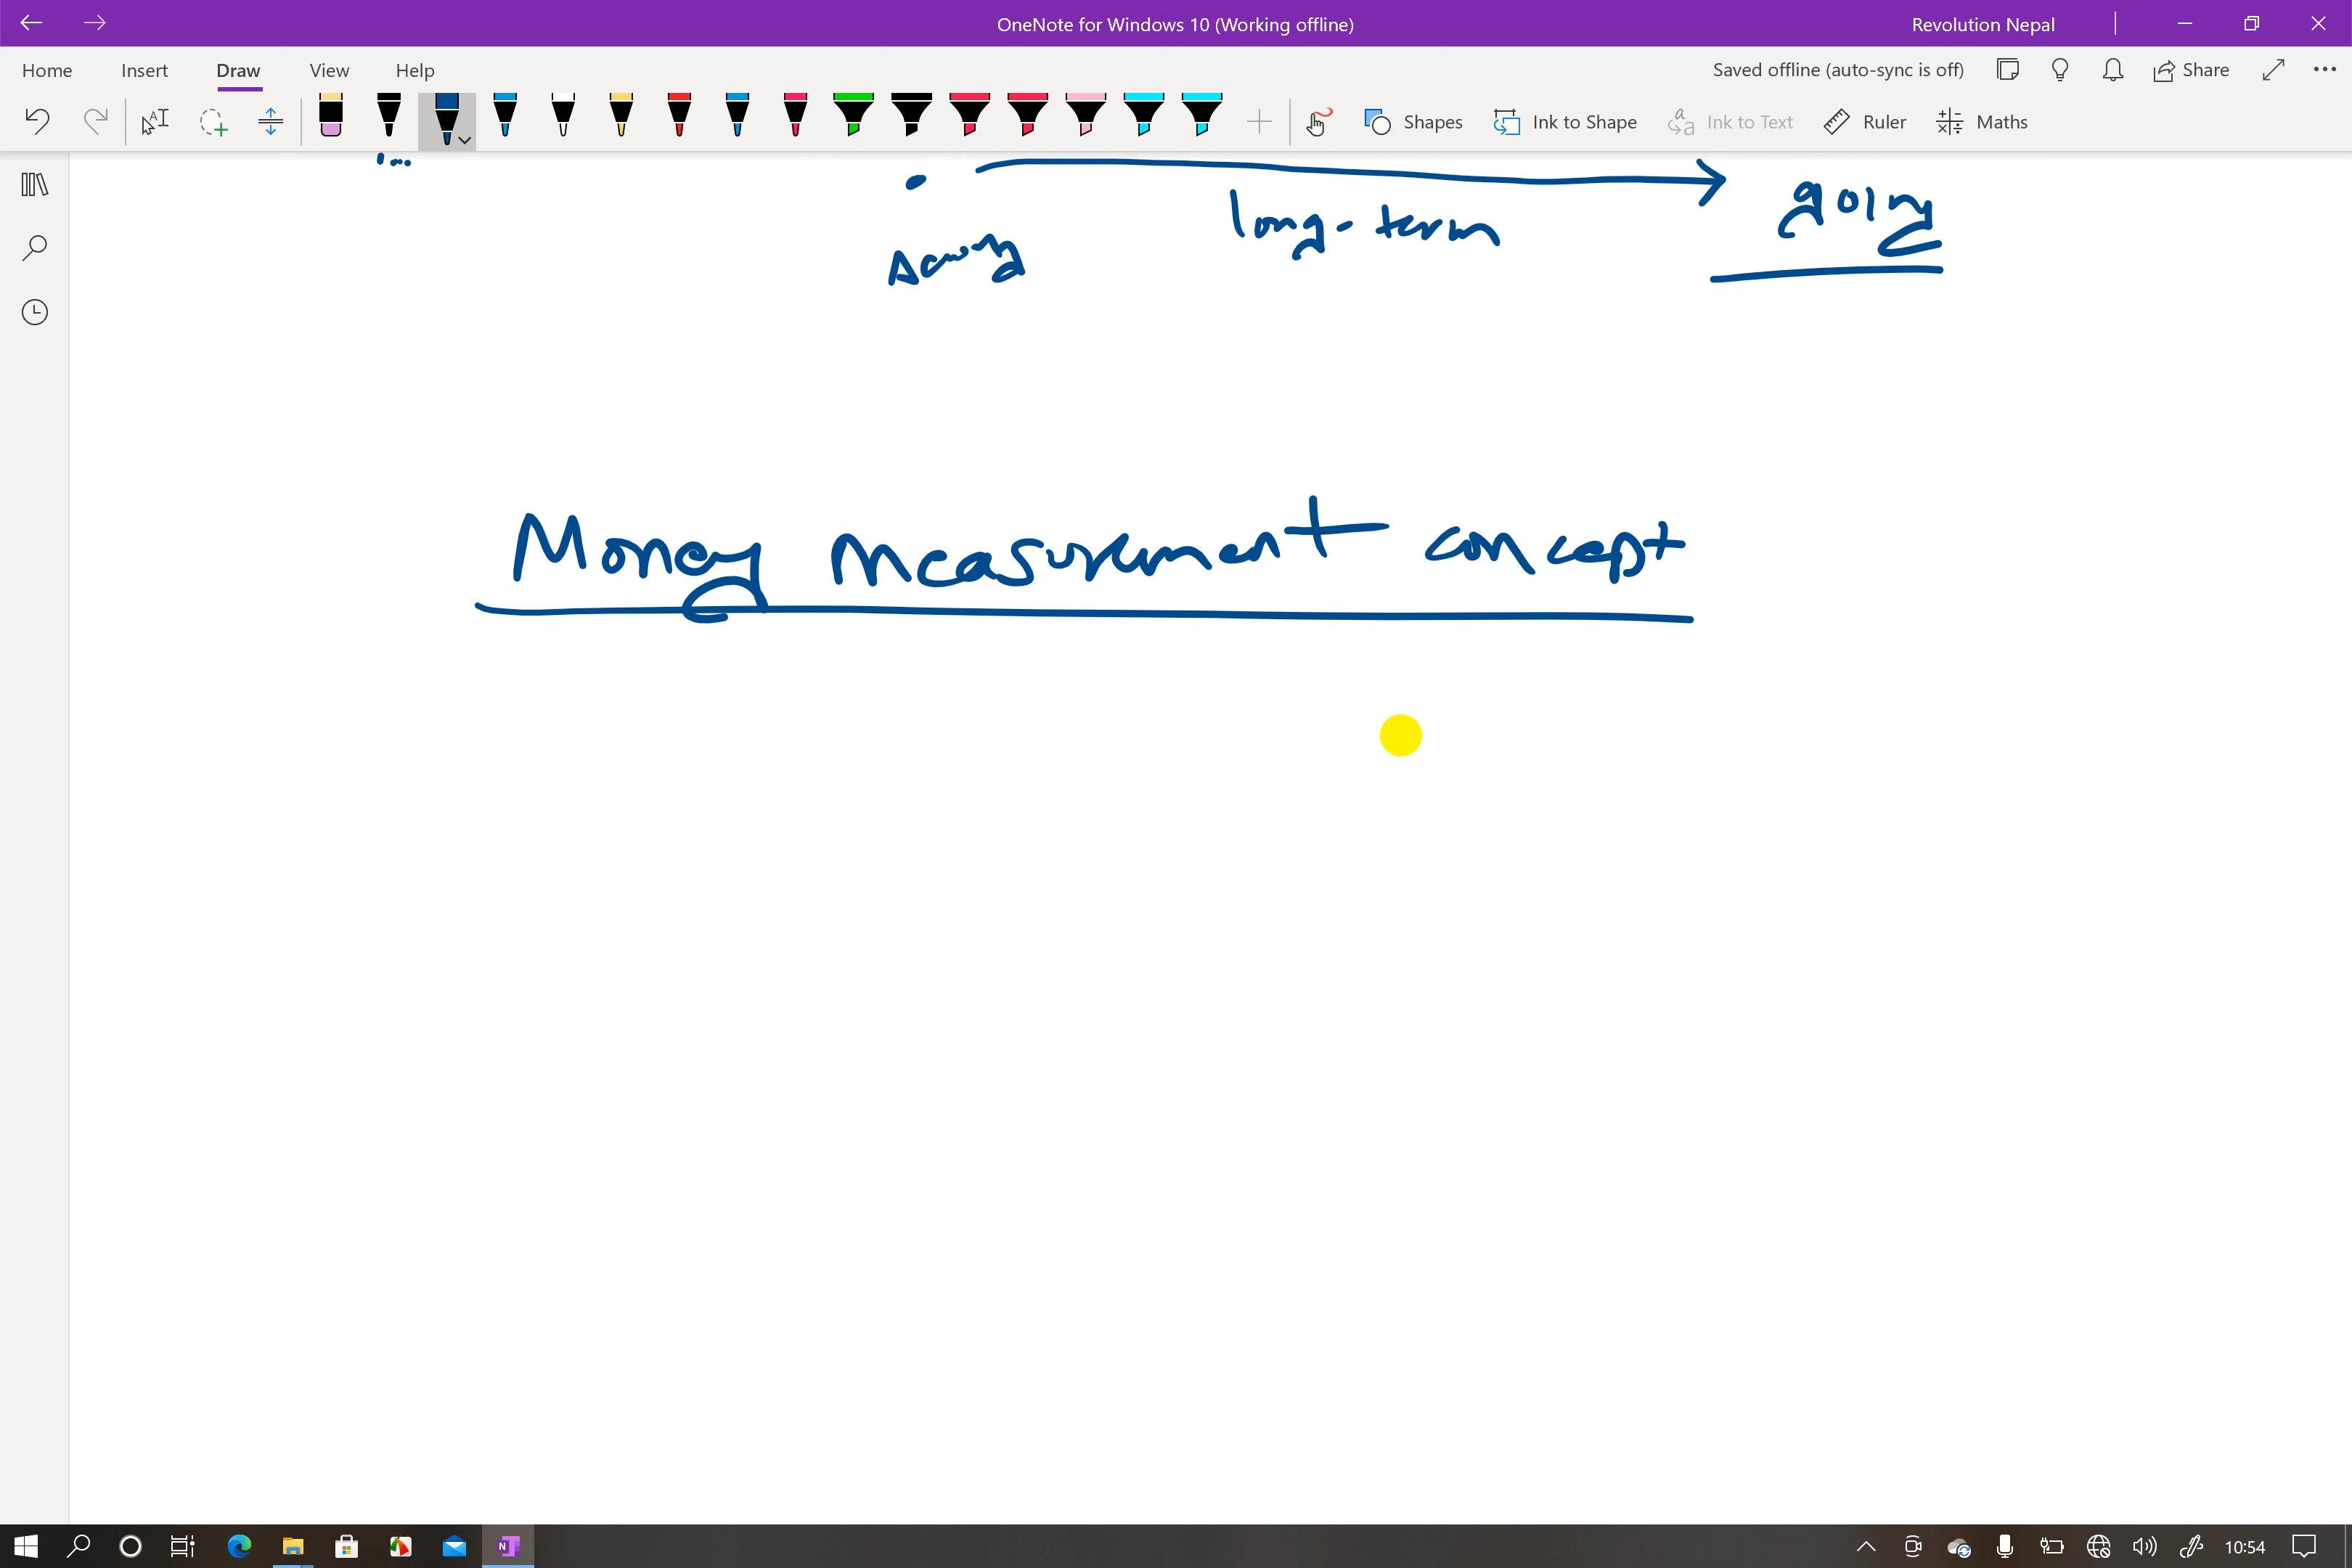 OneNote for Windows 10 (Working offline)
Revolution Nepal
Home Insert Draw View Help
Saved offline (auto-sync is off)
Share
Shapes
Ink to Shape
Ink to Text
Ruler
Maths
long-term
going
Money measurement concept
10:54